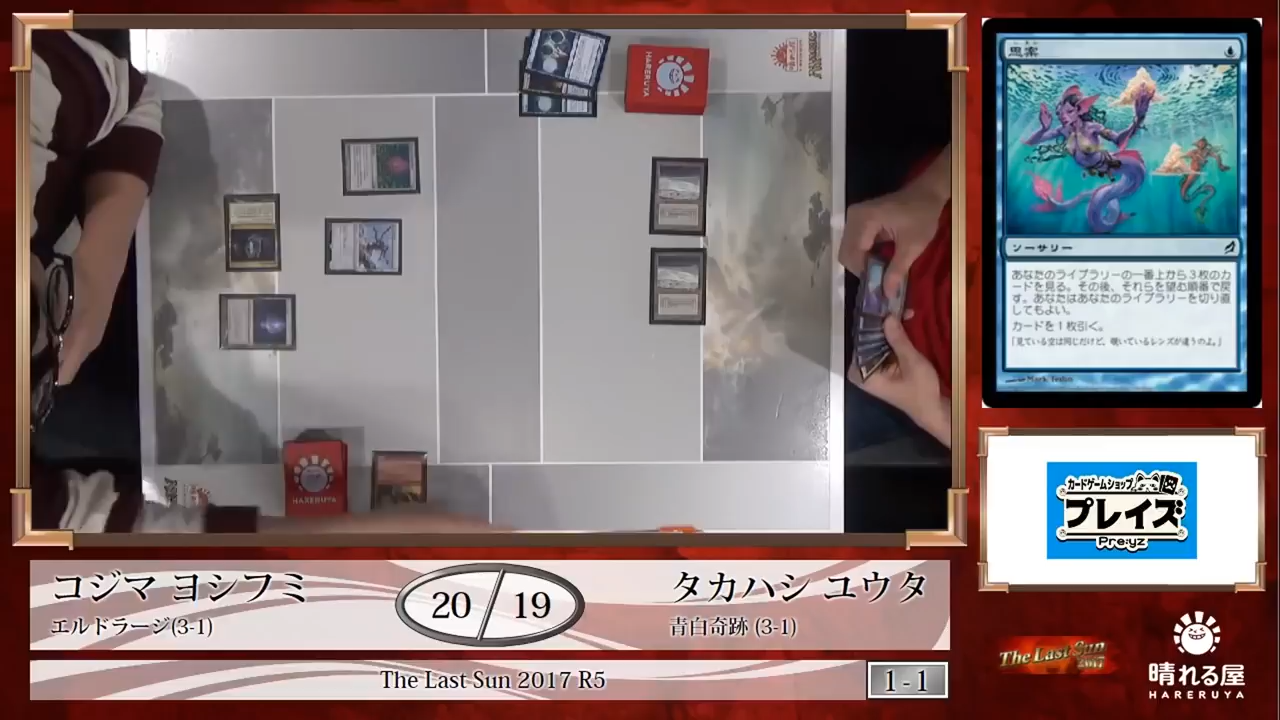 HARERUYA
思案
ソーサリー
あなたのライブラリーの一番上から3枚のカ
ードを見る。その後、それらを望む順番で戻
す。あなたはあなたのライブラリーを切り直
してもよい。
カードを1枚引く。
「見ている空は同じだけど、覗いているレンズが違うのよ。」
HARERUYA
カードゲームショップ
プレイズ
Pre:yz
コジマ ヨシフミ
エルドラージ(3-1)
20 / 19
タカハシ ユウタ
青白奇跡 (3-1)
The Last Sun 2017 R5
1-1
The Last Sun
2017
晴れる屋
HARERUYA